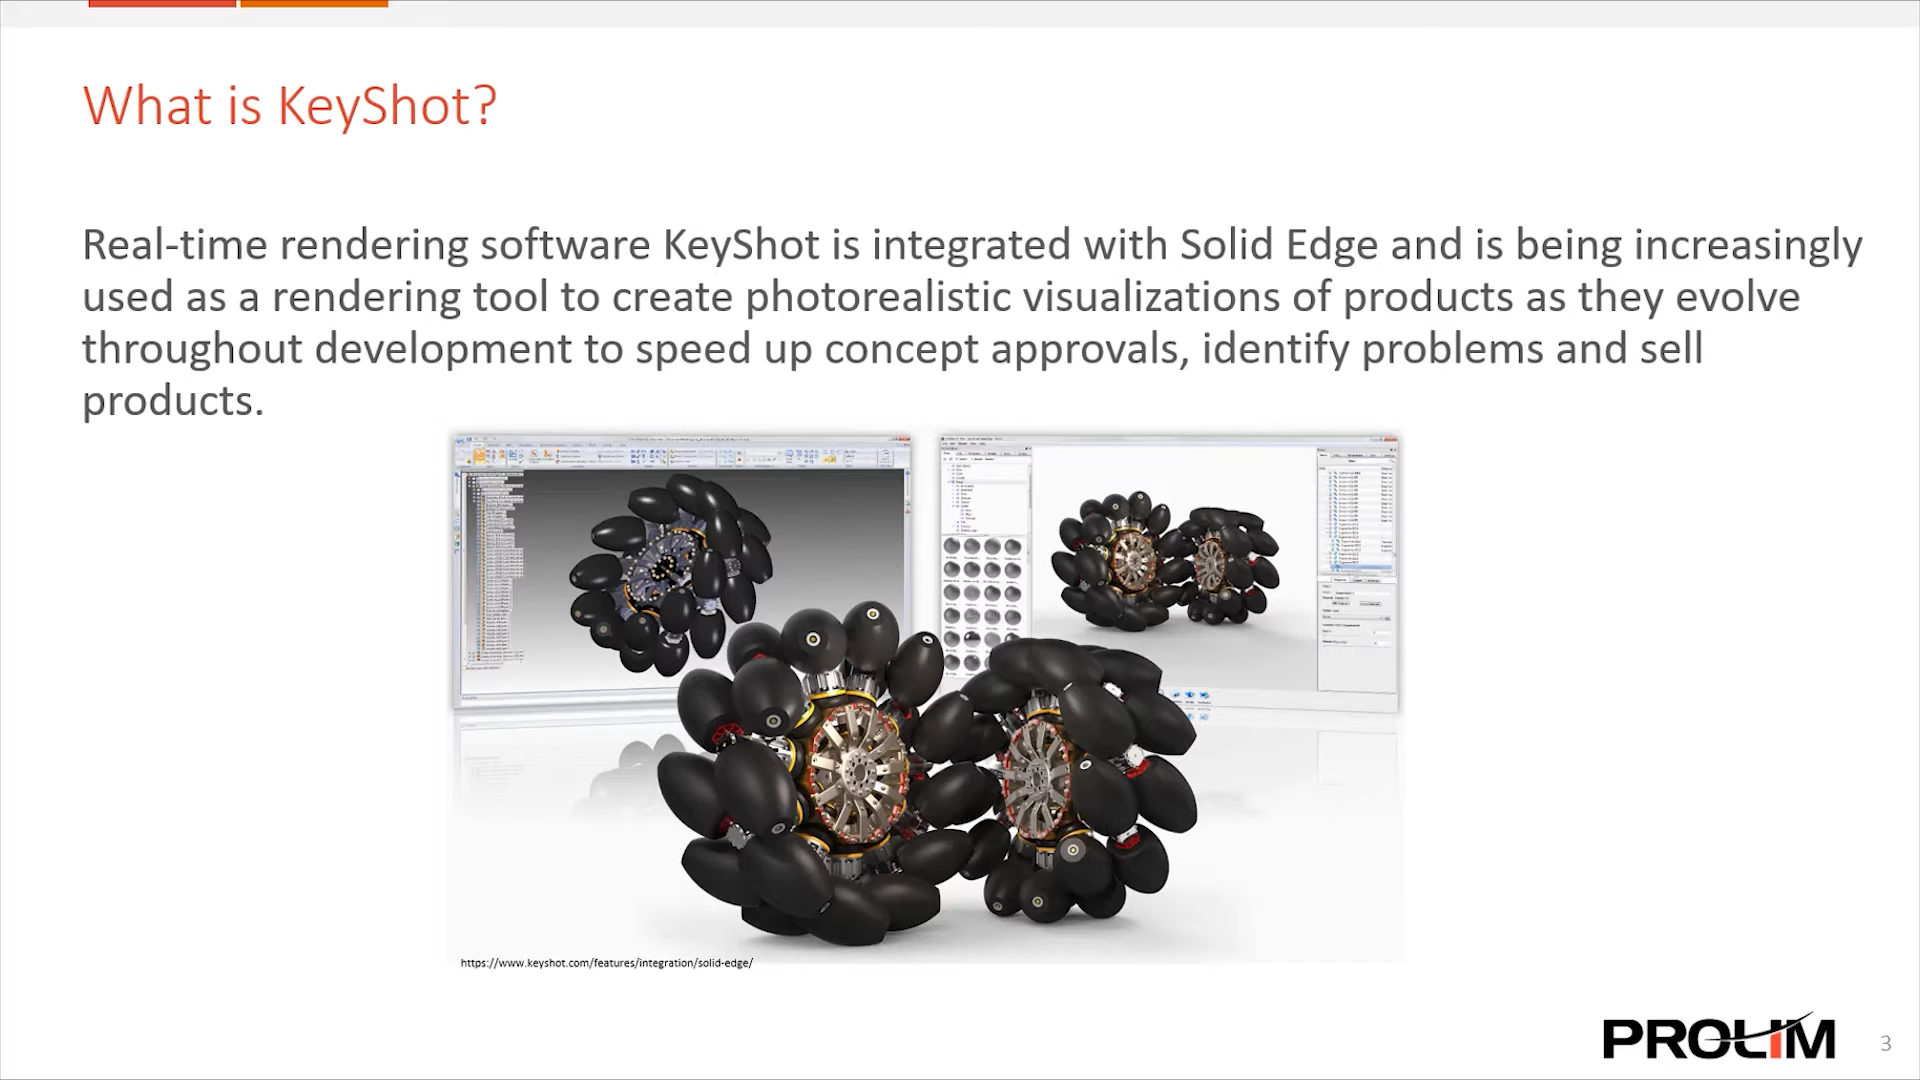 What is KeyShot?
Real-time rendering software KeyShot is integrated with Solid Edge and is being increasingly
used as a rendering tool to create photorealistic visualizations of products as they evolve
throughout development to speed up concept approvals, identify problems and sell
products.
https://www.keyshot.com/features/integration/solid-edge/
PROLIM
3